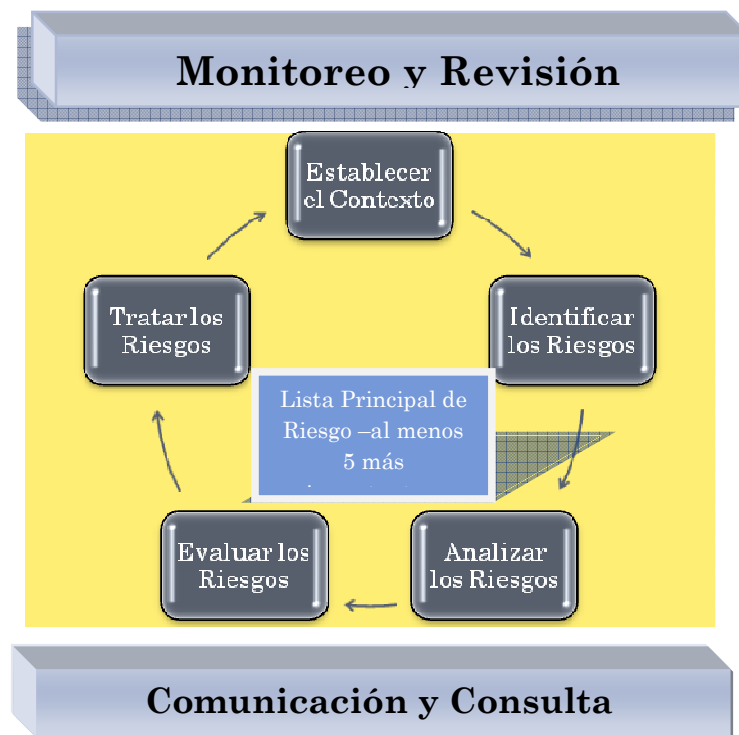 Monitoreo y Revisión
Establecer
el Contexto
Tratar los
Riesgos
Identificar
los Riesgos
Lista Principal de
Riesgo –al menos
5 más
Evaluar los
Riesgos
Analizar
los Riesgos
Comunicación y Consulta